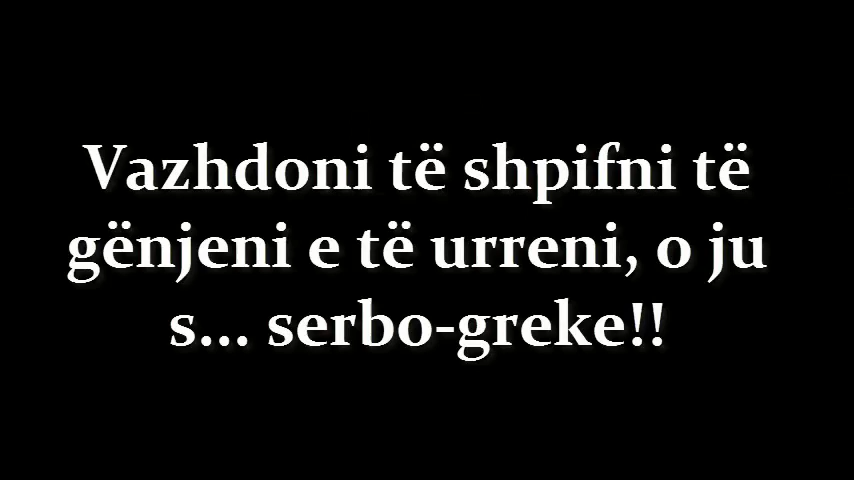 Vazhdoni të shpifni të
gënjeni e të urreni, o ju
s... serbo-greke!!